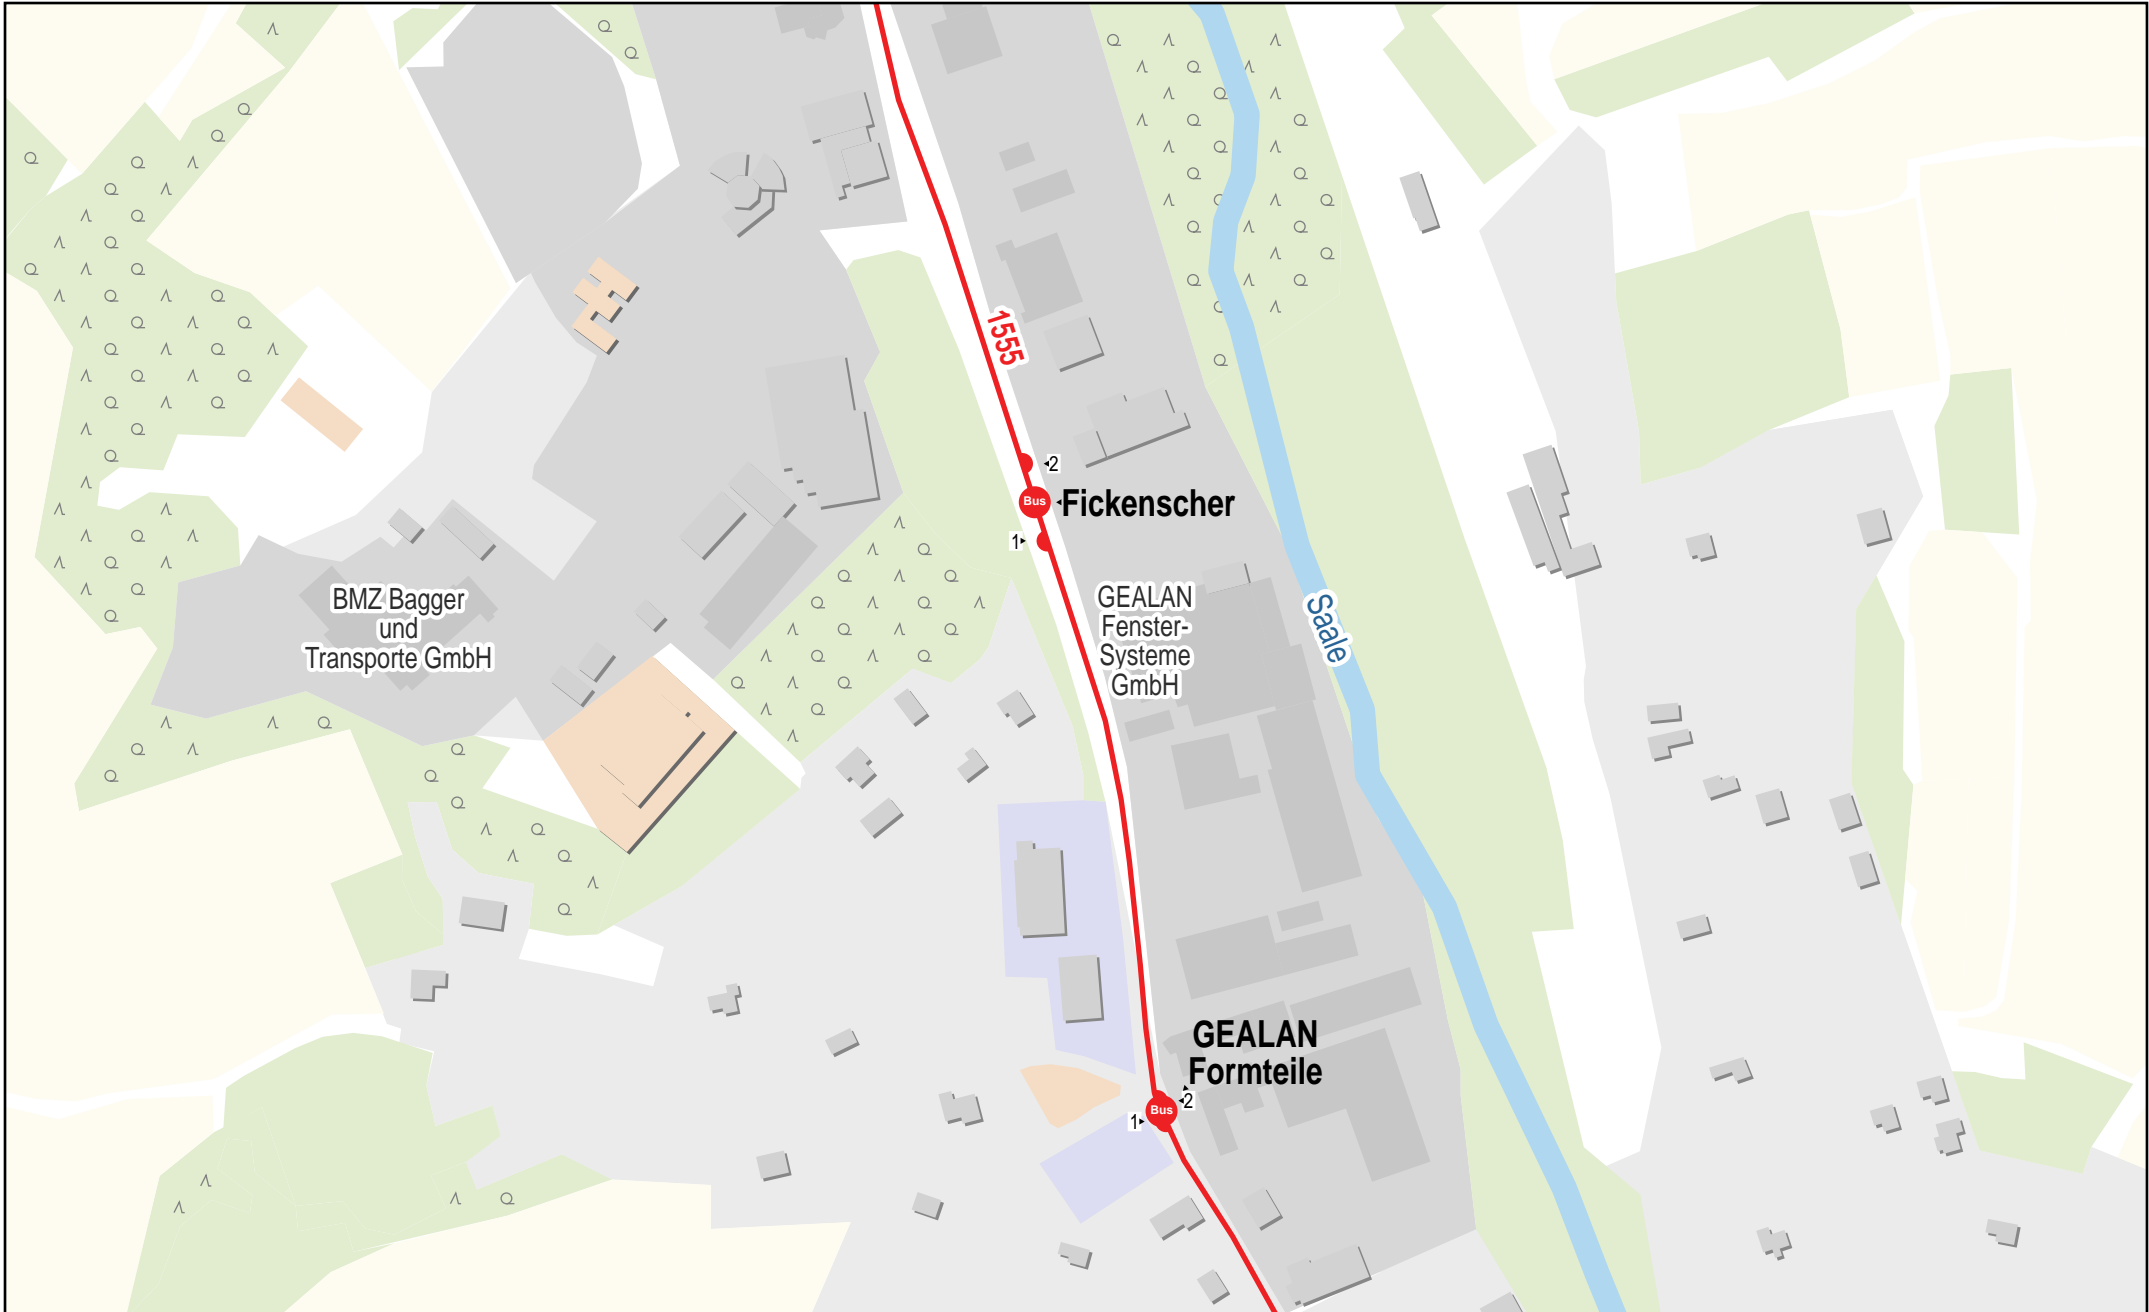 1555
2
Bus
Fickenscher
1
BMZ Bagger
und
Transporte GmbH
GEALAN
Fenster-
Systeme
GmbH
Saale
GEALAN
Formteile
2
Bus
1